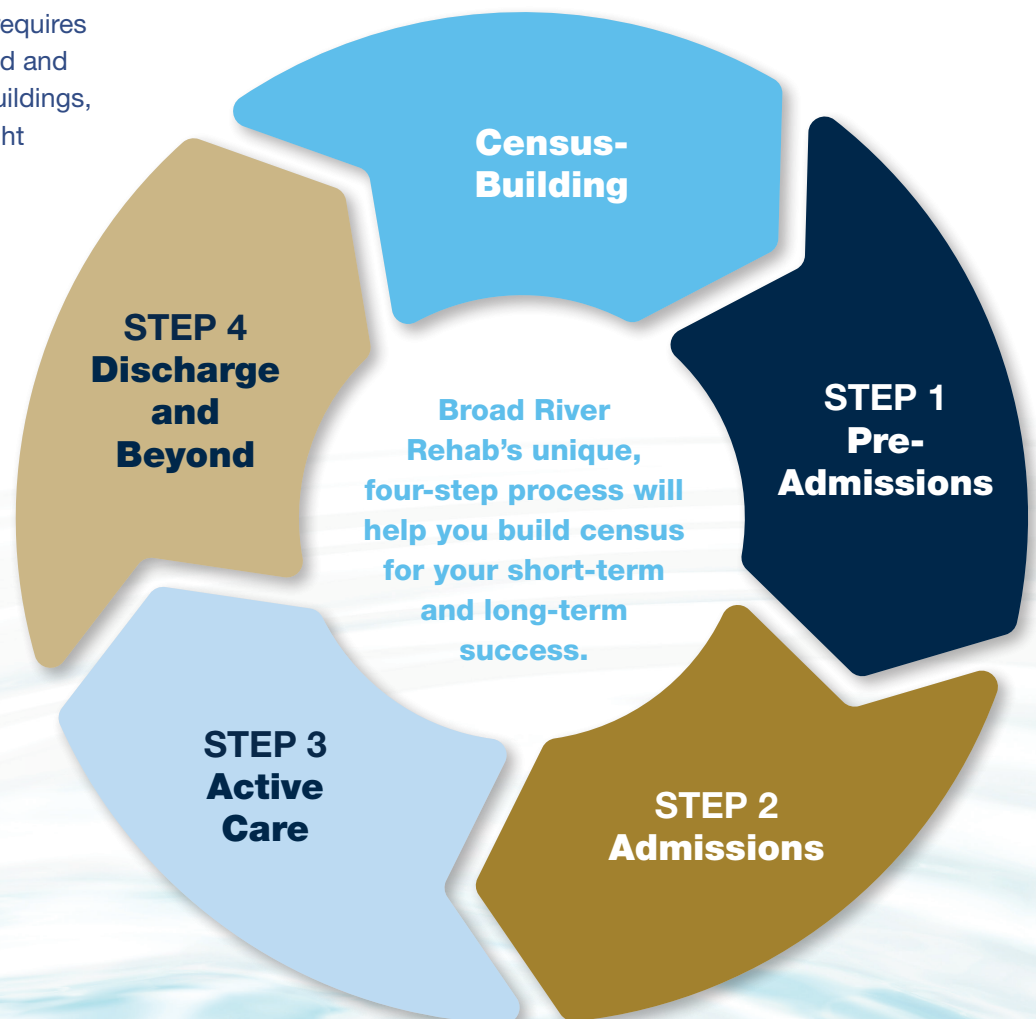 requires
d and
uildings,
ht
Census-
Building
STEP 1
Pre-
Admissions
STEP 2
Admissions
STEP 3
Active
Care
STEP 4
Discharge
and
Beyond
Broad River
Rehab’s unique,
four-step process will
help you build census
for your short-term
and long-term
success.